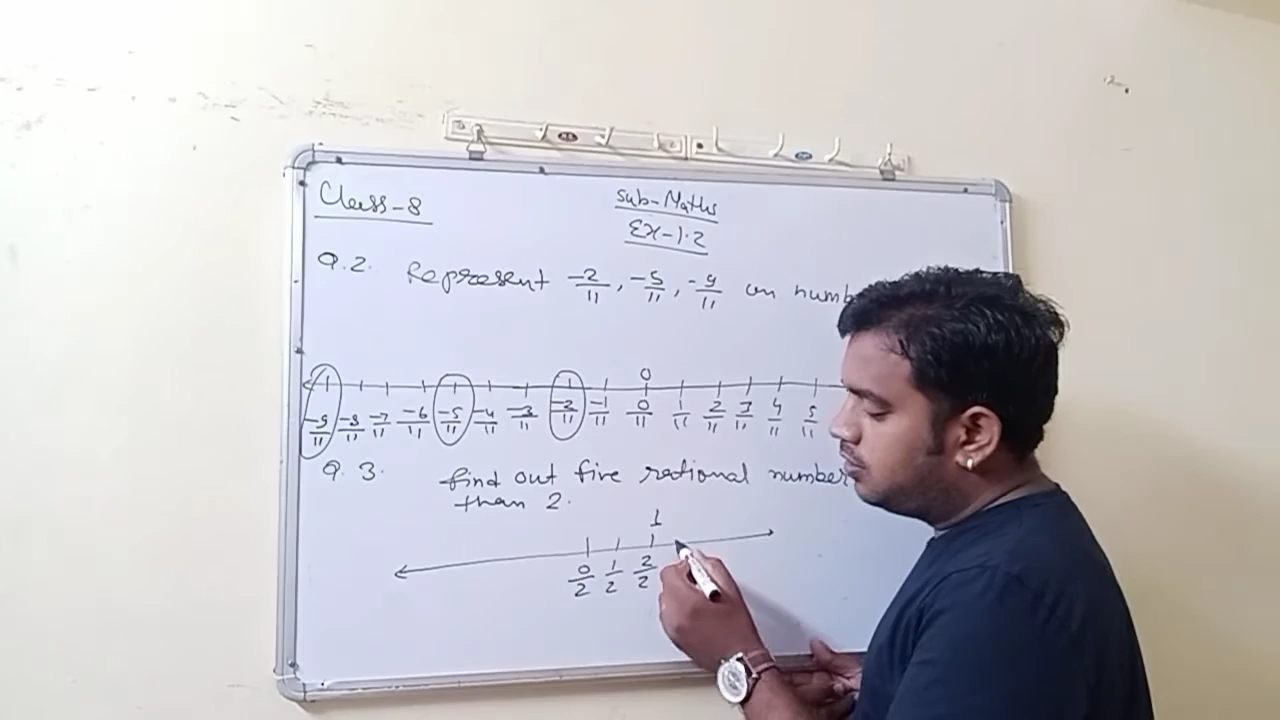 Class-8
Sub-Maths
Ex-1.2
Q.2. Represent -2/11, -5/11, -9/11 on numb
0
-9/11 -8/11 -7/11 -6/11 -5/11 -4/11 -3/11 -2/11 -1/11 0/11 1/11 2/11 3/11 4/11 5/11
Q.3. find out five rational number
than 2.
1
0/2 1/2 2/2